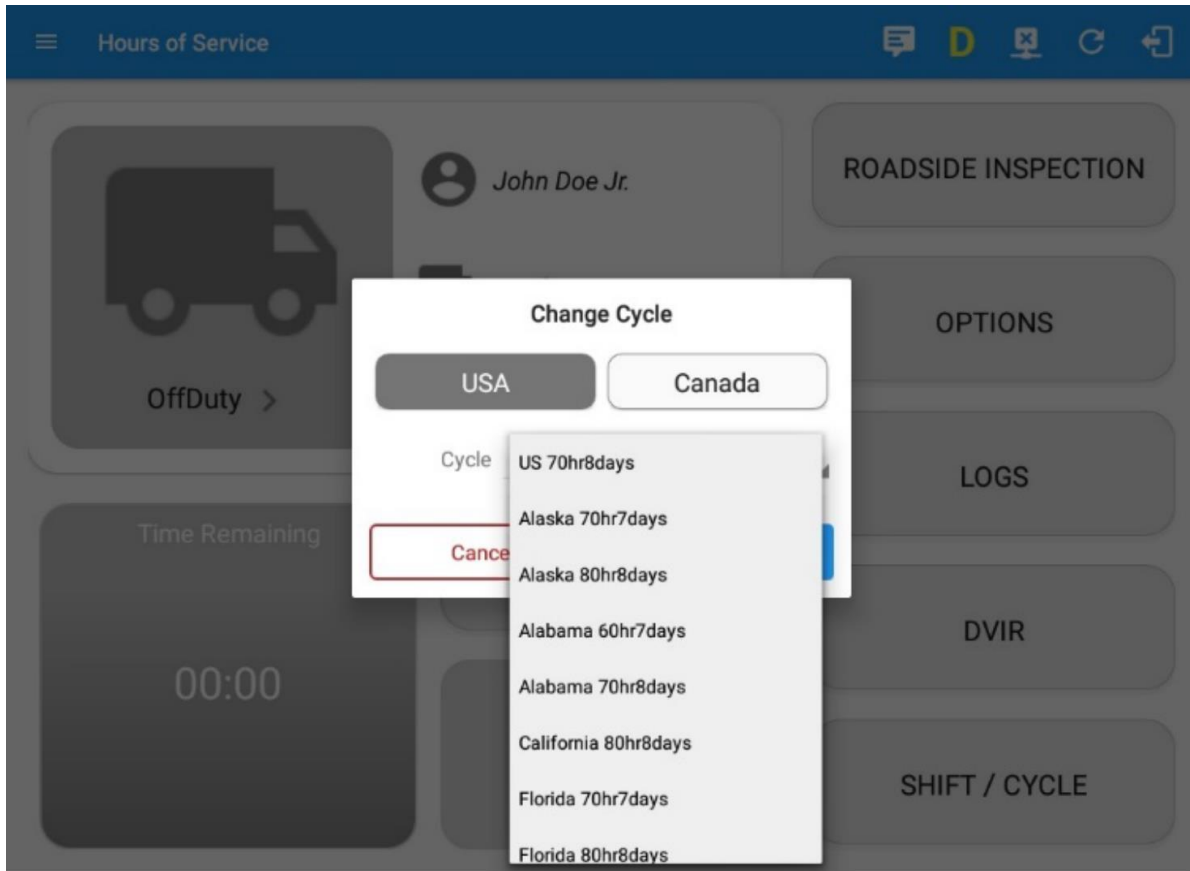 Hours of Service
D
John Doe Jr.
ROADSIDE INSPECTION
Change Cycle
USA
Canada
OPTIONS
OffDuty >
Cycle
US 70hr8days
Alaska 70hr7days
Alaska 80hr8days
Alabama 60hr7days
Alabama 70hr8days
California 80hr8days
Florida 70hr7days
Florida 80hr8days
LOGS
Time Remaining
Cance
DVIR
00:00
SHIFT / CYCLE